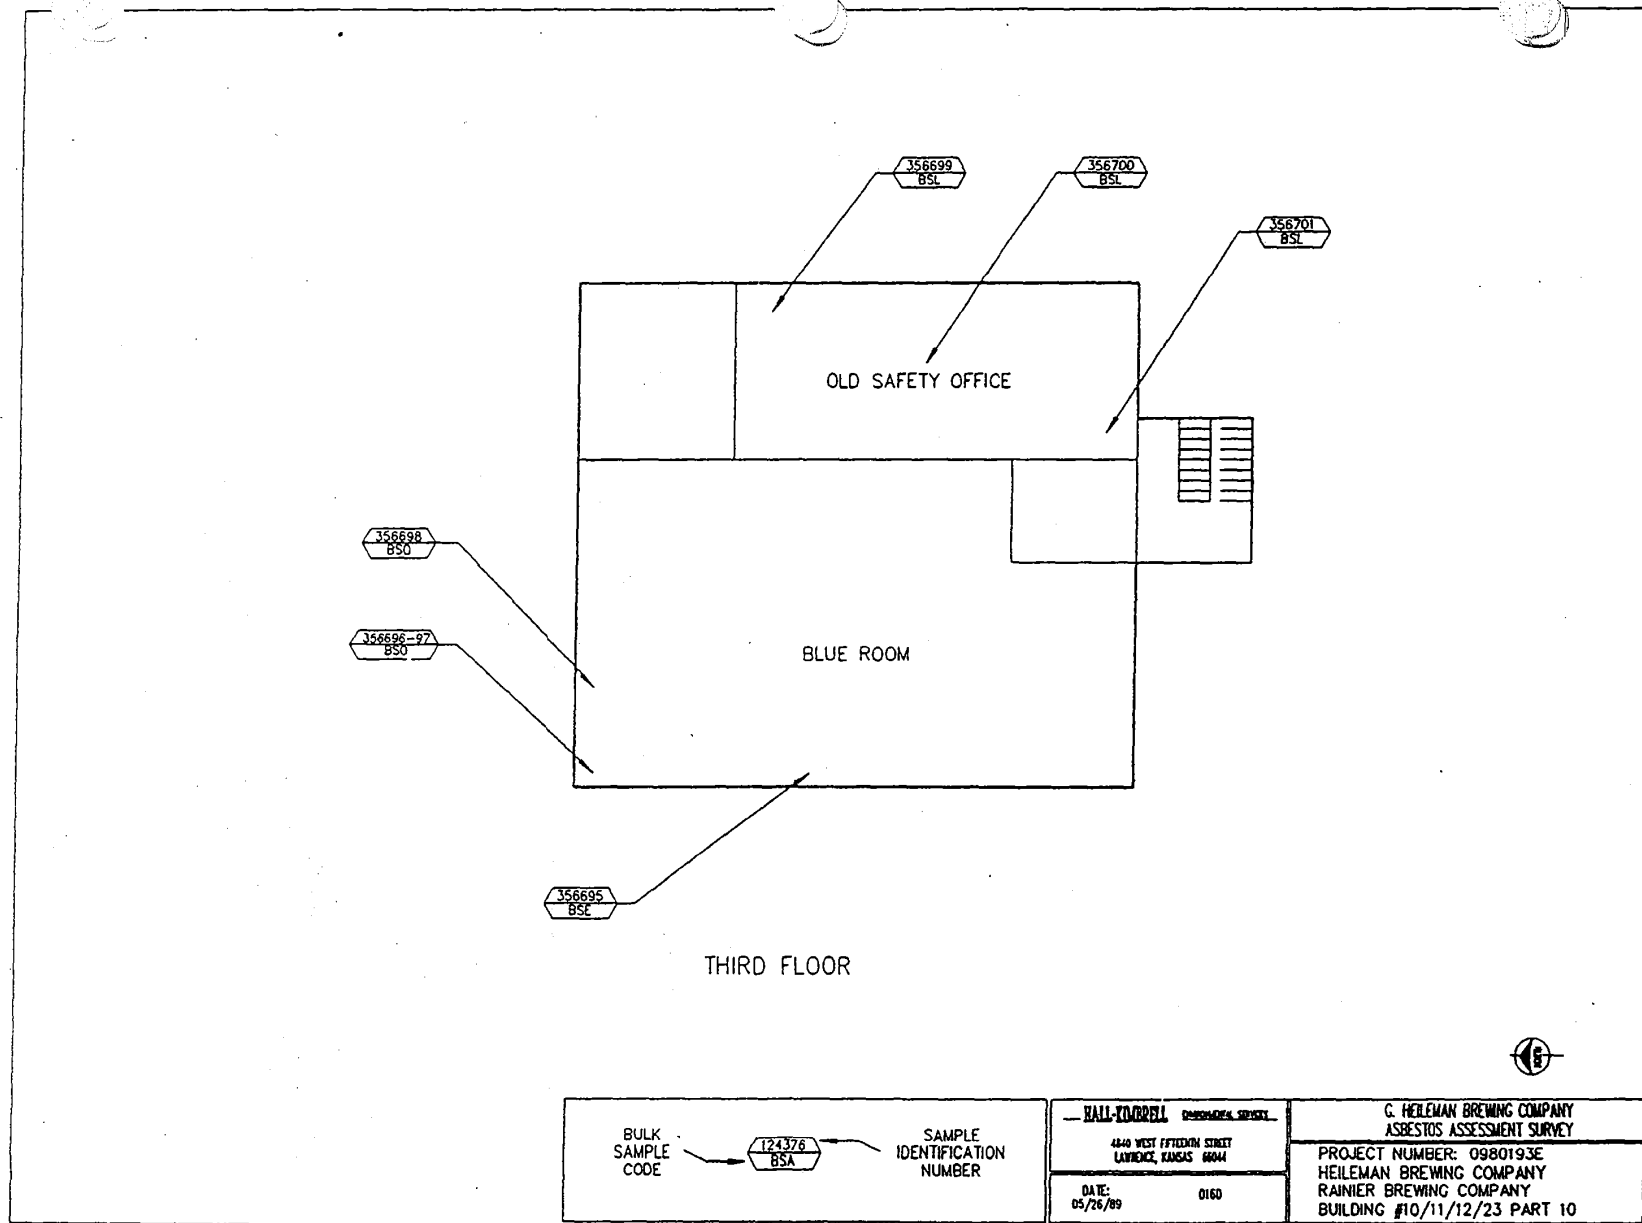 356699
BSL
356700
BSL
356701
BSL
OLD SAFETY OFFICE
356698
BSO
356696-97
BSO
BLUE ROOM
356695
BSE
THIRD FLOOR
BULK
SAMPLE
CODE
124376
BSA
SAMPLE
IDENTIFICATION
NUMBER
HALL-KIMBRELL
4840 WEST FIFTEENTH STREET
LAWRENCE, KANSAS 66044
DATE:
05/26/89
0160
G. HEILEMAN BREWING COMPANY
ASBESTOS ASSESSMENT SURVEY
PROJECT NUMBER: 0980193E
HEILEMAN BREWING COMPANY
RAINIER BREWING COMPANY
BUILDING #10/11/12/23 PART 10